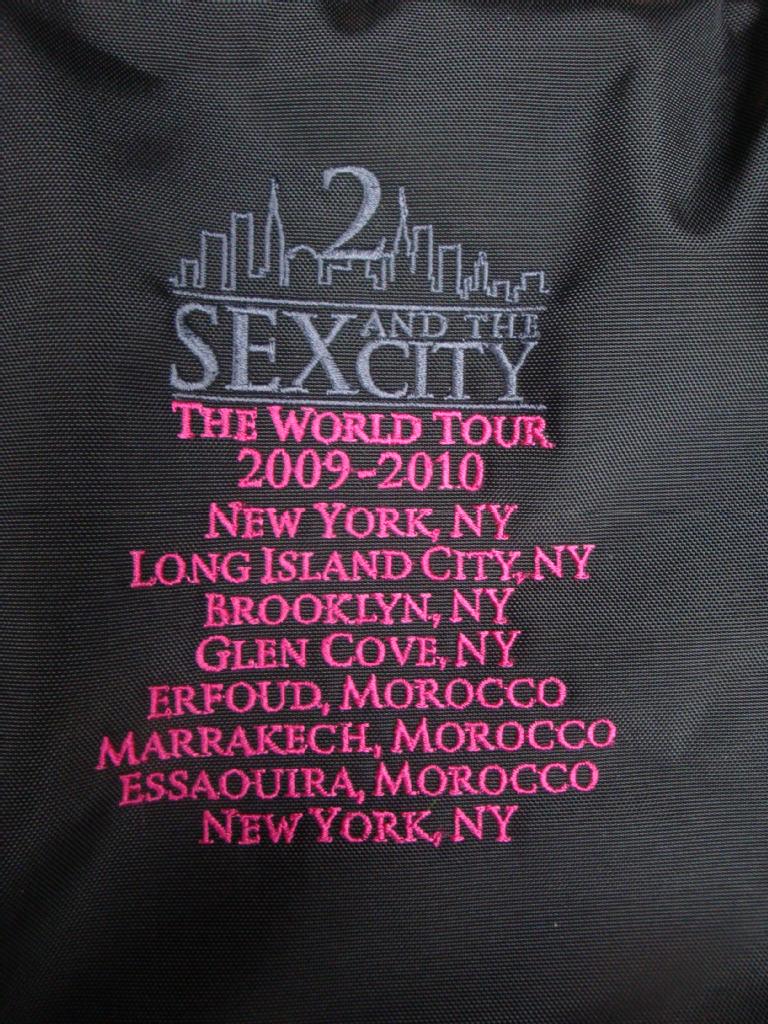 2
SEX AND THE CITY
THE WORLD TOUR
2009-2010
NEW YORK, NY
LONG ISLAND CITY, NY
BROOKLYN, NY
GLEN COVE, NY
ERFOUD, MOROCCO
MARRAKECH, MOROCCO
ESSAOUIRA, MOROCCO
NEW YORK, NY